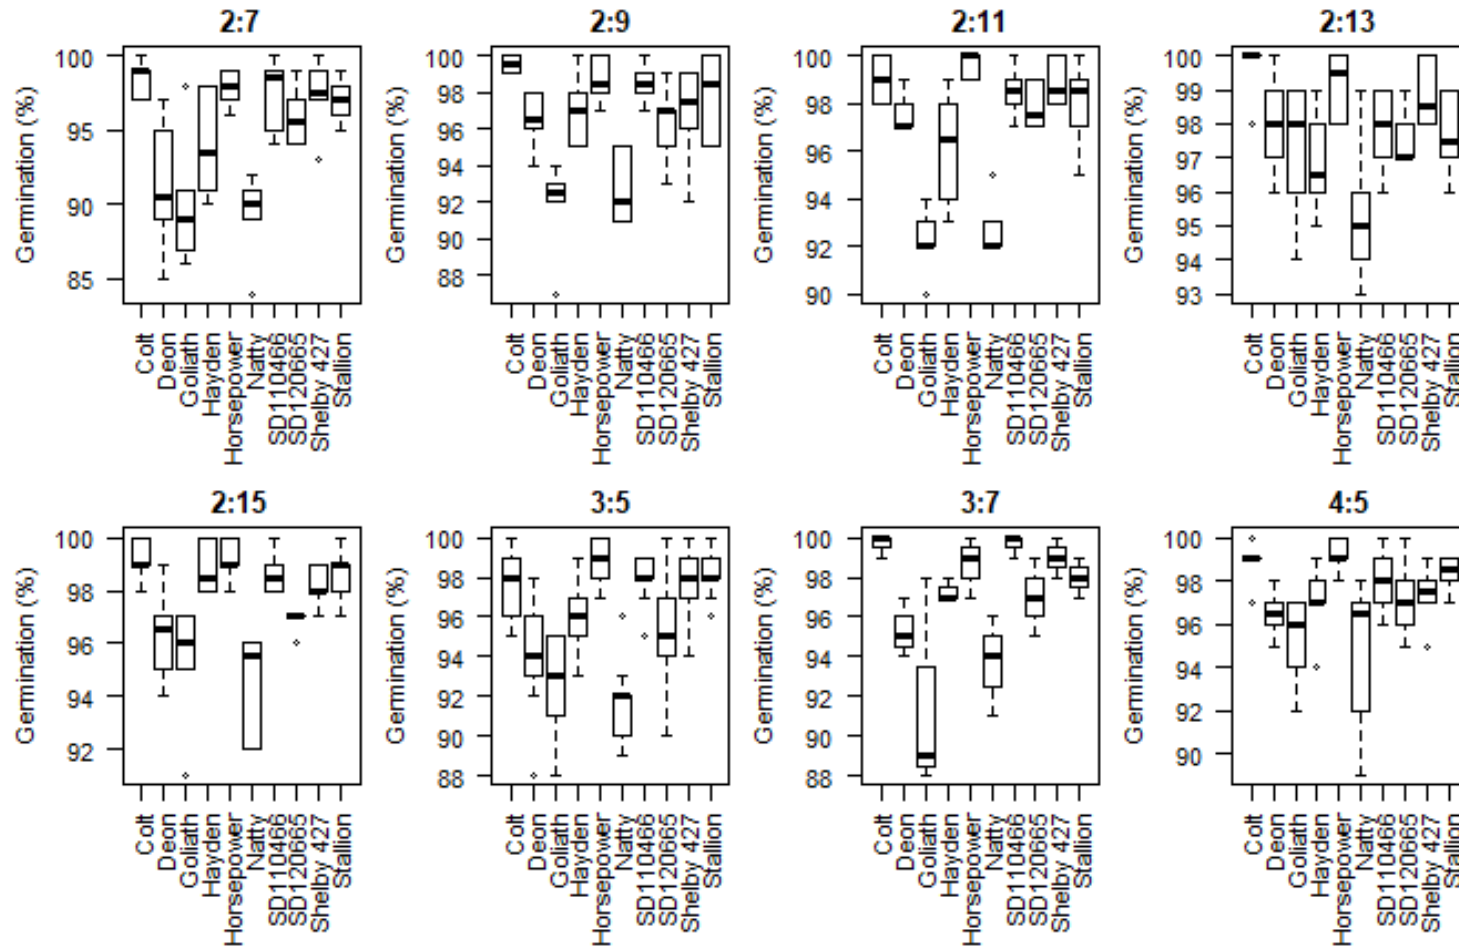 2:7
2:9
2:11
2:13
Germination (%)
100
95
90
85
Germination (%)
100
98
96
94
92
90
88
Germination (%)
100
98
96
94
92
90
Germination (%)
100
99
98
97
96
95
94
93
Colt
Deon
Goliath
Hayden
Horsepower
Natty
SD110466
SD120665
Shelby 427
Stallion
Colt
Deon
Goliath
Hayden
Horsepower
Natty
SD110466
SD120665
Shelby 427
Stallion
Colt
Deon
Goliath
Hayden
Horsepower
Natty
SD110466
SD120665
Shelby 427
Stallion
Colt
Deon
Goliath
Hayden
Horsepower
Natty
SD110466
SD120665
Shelby 427
Stallion
2:15
3:5
3:7
4:5
Germination (%)
100
98
96
94
92
Germination (%)
100
98
96
94
92
90
88
Germination (%)
100
98
96
94
92
90
88
Germination (%)
100
98
96
94
92
90
Colt
Deon
Goliath
Hayden
Horsepower
Natty
SD110466
SD120665
Shelby 427
Stallion
Colt
Deon
Goliath
Hayden
Horsepower
Natty
SD110466
SD120665
Shelby 427
Stallion
Colt
Deon
Goliath
Hayden
Horsepower
Natty
SD110466
SD120665
Shelby 427
Stallion
Colt
Deon
Goliath
Hayden
Horsepower
Natty
SD110466
SD120665
Shelby 427
Stallion